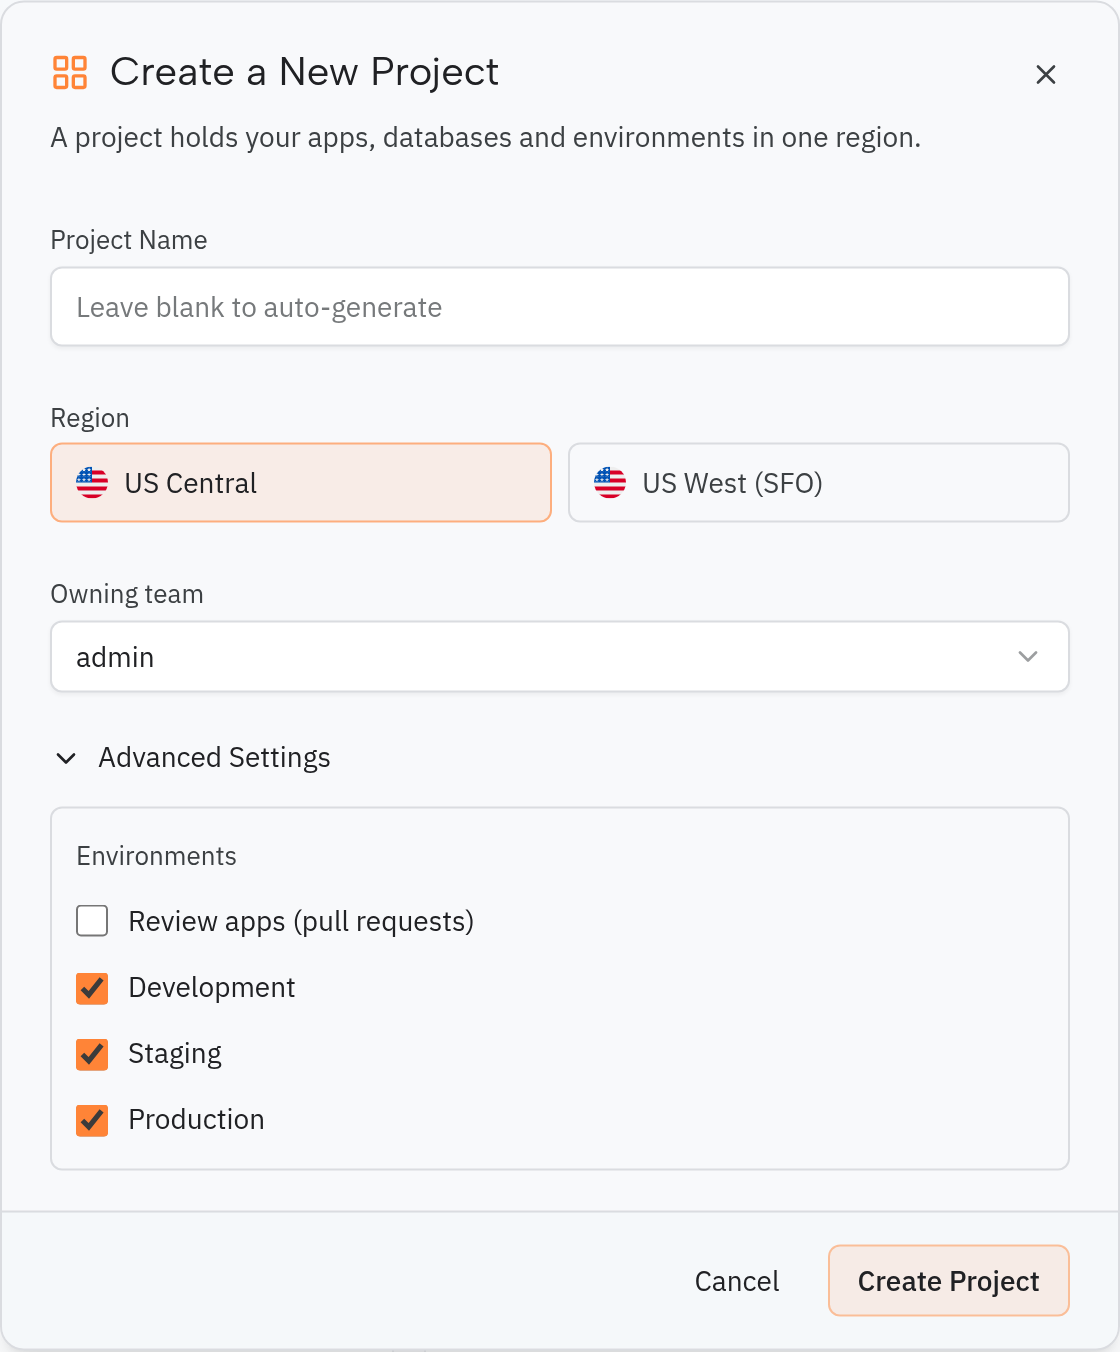 Create a New Project
A project holds your apps, databases and environments in one region.
Project Name
Leave blank to auto-generate
Region
US Central
US West (SFO)
Owning team
admin
Advanced Settings
Environments
Review apps (pull requests)
Development
Staging
Production
Cancel
Create Project